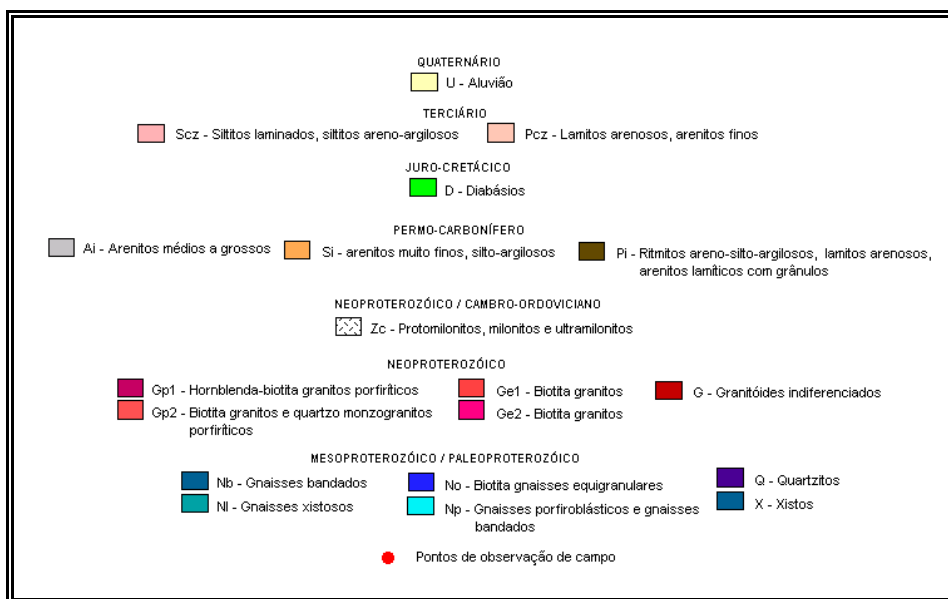 QUATERNÁRIO
U - Aluvião
TERCIÁRIO
Scz - Siltitos laminados, siltitos areno-argilosos
Pcz - Lamitos arenosos, arenitos finos
JURO-CRETÁCICO
D - Diabásios
PERMO-CARBONÍFERO
Ai - Arenitos médios a grossos
Si - arenitos muito finos, silto-argilosos
Pi - Ritmitos areno-silto-argilosos, lamitos arenosos,
arenitos lamíticos com grânulos
NEOPROTEROZÓICO / CAMBRO-ORDOVICIANO
Zc - Protomilonitos, milonitos e ultramilonitos
NEOPROTEROZÓICO
Gp1 - Hornblenda-biotita granitos porfiríticos
Ge1 - Biotita granitos
G - Granitóides indiferenciados
Gp2 - Biotita granitos e quartzo monzogranitos
porfiríticos
Ge2 - Biotita granitos
MESOPROTEROZÓICO / PALEOPROTEROZÓICO
Nb - Gnaisses bandados
No - Biotita gnaisses equigranulares
Q - Quartzitos
Nl - Gnaisses xistosos
Np - Gnaisses porfiroblásticos e gnaisses
bandados
X - Xistos
Pontos de observação de campo